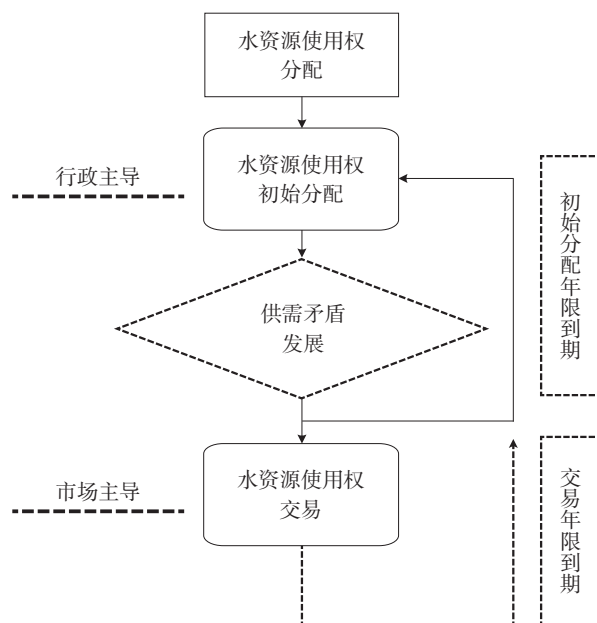 水资源使用权
分配
水资源使用权
初始分配
行政主导
初始分配年限到期
供需矛盾
发展
水资源使用权
交易
市场主导
交易年限到期